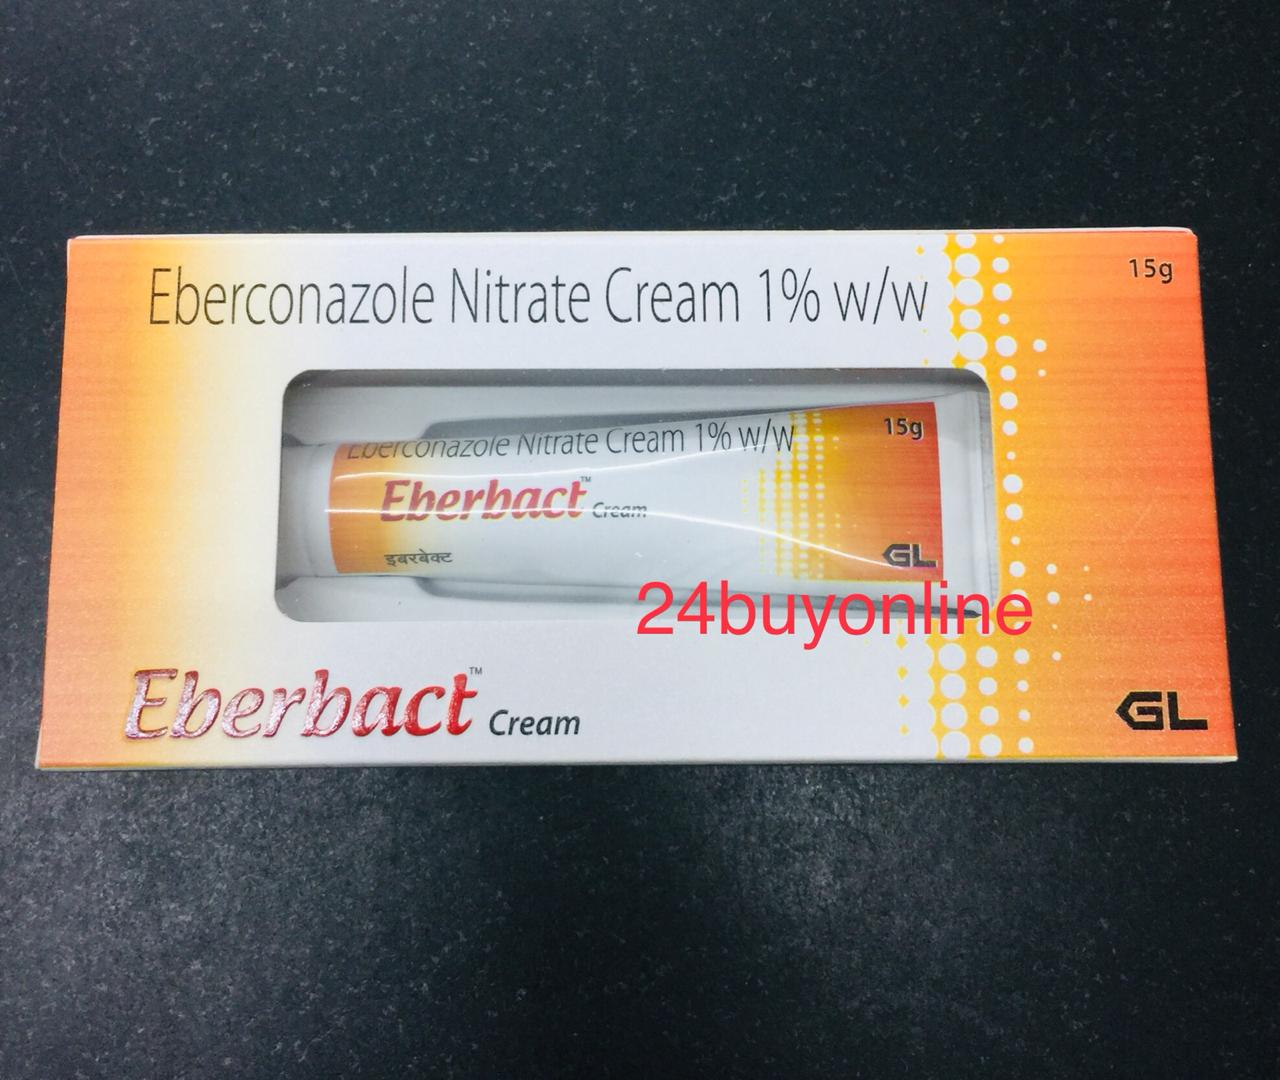 Eberconazole Nitrate Cream 1% w/w
15g
Eberconazole Nitrate Cream 1% w/w
15g
Eberbact™ Cream
इबरबेक्ट
GL
24buyonline
Eberbact™ Cream
GL